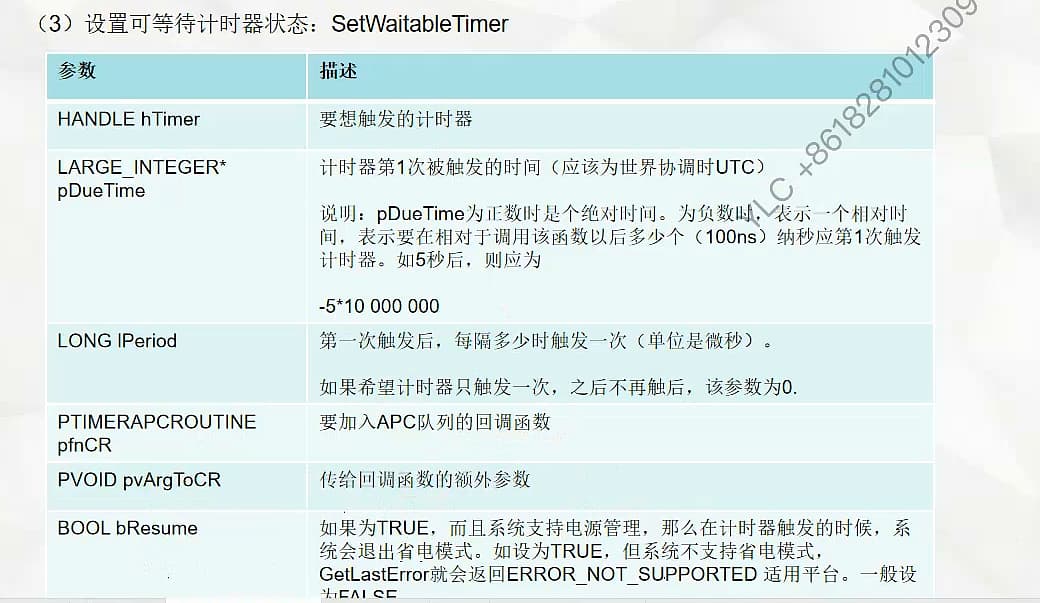 （3）设置可等待计时器状态：SetWaitableTimer
参数
描述
HANDLE hTimer
要想触发的计时器
LARGE_INTEGER*
pDueTime
计时器第1次被触发的时间（应该为世界协调时UTC）
说明：pDueTime为正数时是个绝对时间。为负数时，表示一个相对时
间，表示要在相对于调用该函数以后多少个（100ns）纳秒应第1次触发
计时器。如5秒后，则应为
-5*10 000 000
LONG lPeriod
第一次触发后，每隔多少时触发一次（单位是微秒）。
如果希望计时器只触发一次，之后不再触后，该参数为0.
PTIMERAPCROUTINE
pfnCR
要加入APC队列的回调函数
PVOID pvArgToCR
传给回调函数的额外参数
BOOL bResume
如果为TRUE，而且系统支持电源管理，那么在计时器触发的时候，系
统会退出省电模式。如设为TRUE，但系统不支持省电模式，
GetLastError就会返回ERROR_NOT_SUPPORTED 适用平台。一般设
为FALSE
YLC +8618281012309